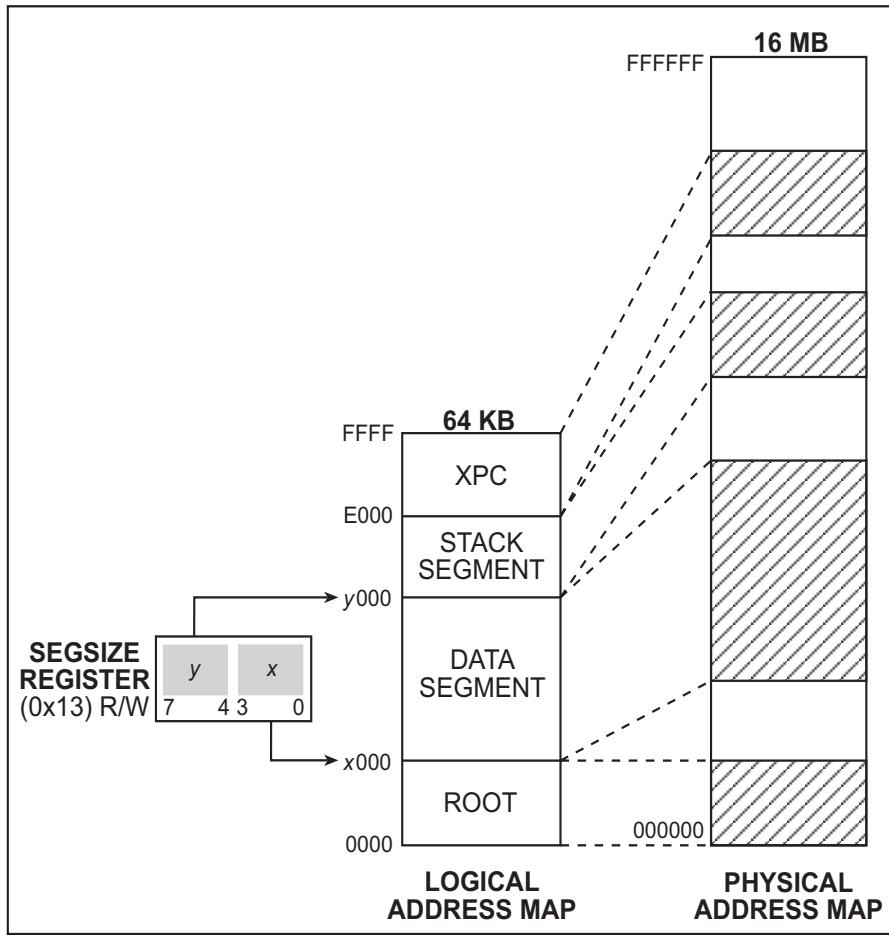 16 MB
FFFFFF
64 KB
FFFF
XPC
E000
STACK
SEGMENT
y000
SEGSIZE
REGISTER
(0x13) R/W
y
x
7
4
3
0
DATA
SEGMENT
x000
ROOT
0000
000000
LOGICAL
ADDRESS MAP
PHYSICAL
ADDRESS MAP